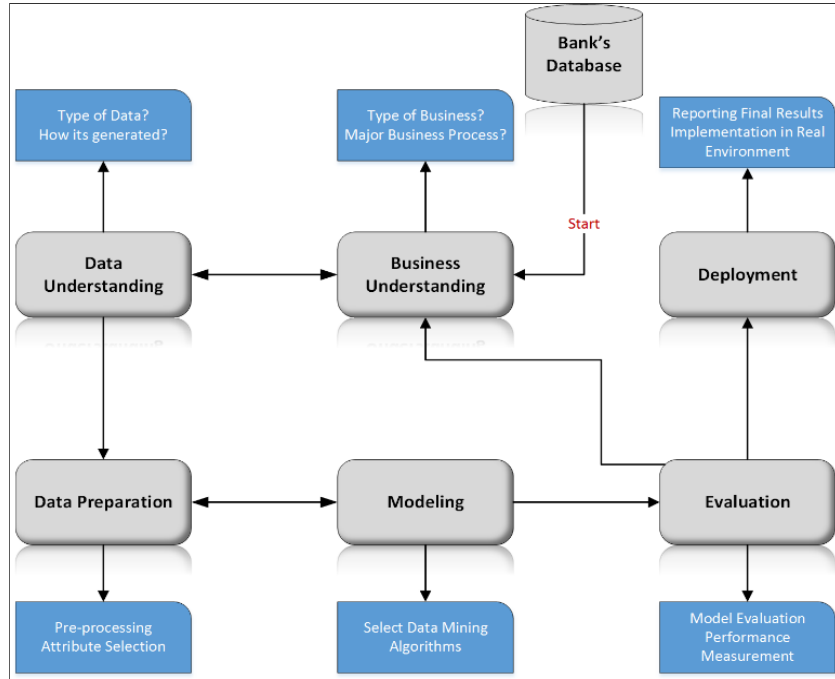 Bank's
Database
Type of Data?
How its generated?
Type of Business?
Major Business Process?
Reporting Final Results
Implementation in Real
Environment
Start
Data
Understanding
Business
Understanding
Deployment
Data Preparation
Modeling
Evaluation
Pre-processing
Attribute Selection
Select Data Mining
Algorithms
Model Evaluation
Performance
Measurement